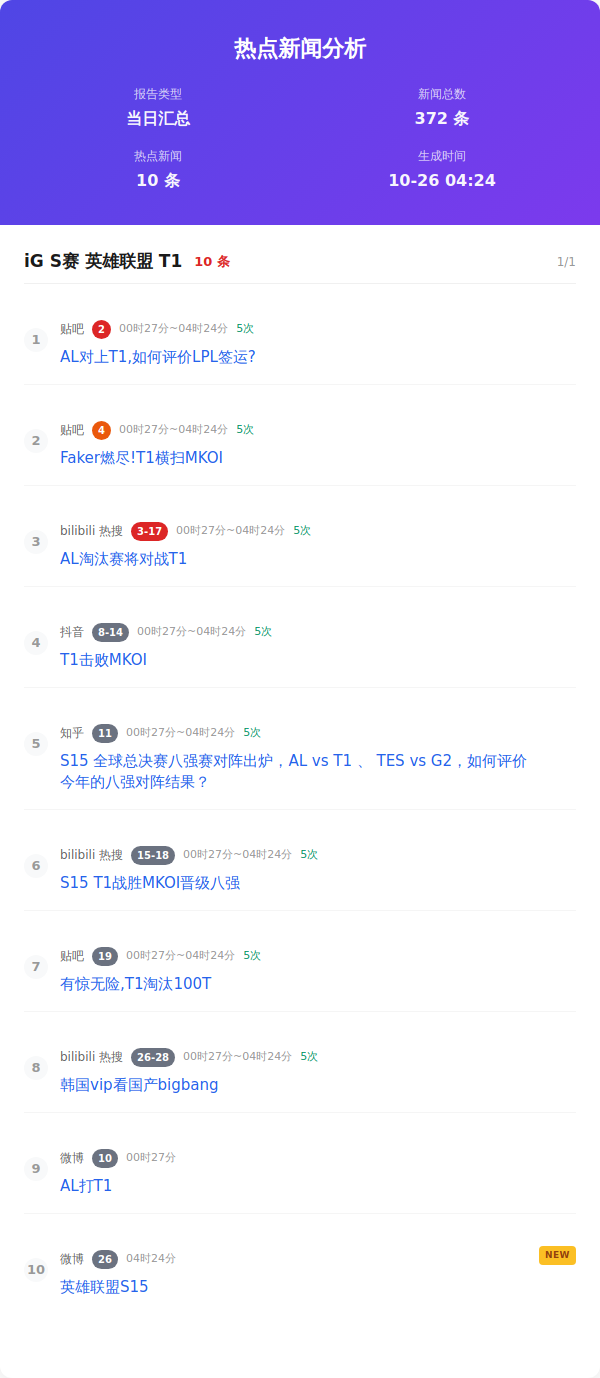 热点新闻分析
报告类型
新闻总数
当日汇总
372 条
热点新闻
生成时间
10 条
10-26 04:24
iG S赛 英雄联盟 T1 10 条 1/1
1 贴吧 2 00时27分~04时24分 5次
AL对上T1,如何评价LPL签运?
2 贴吧 4 00时27分~04时24分 5次
Faker燃尽!T1横扫MKOI
3 bilibili 热搜 3-17 00时27分~04时24分 5次
AL淘汰赛将对战T1
4 抖音 8-14 00时27分~04时24分 5次
T1击败MKOI
5 知乎 11 00时27分~04时24分 5次
S15 全球总决赛八强赛对阵出炉，AL vs T1 、 TES vs G2，如何评价
今年的八强对阵结果？
6 bilibili 热搜 15-18 00时27分~04时24分 5次
S15 T1战胜MKOI晋级八强
7 贴吧 19 00时27分~04时24分 5次
有惊无险,T1淘汰100T
8 bilibili 热搜 26-28 00时27分~04时24分 5次
韩国vip看国产bigbang
9 微博 10 00时27分
AL打T1
10 微博 26 04时24分 NEW
英雄联盟S15